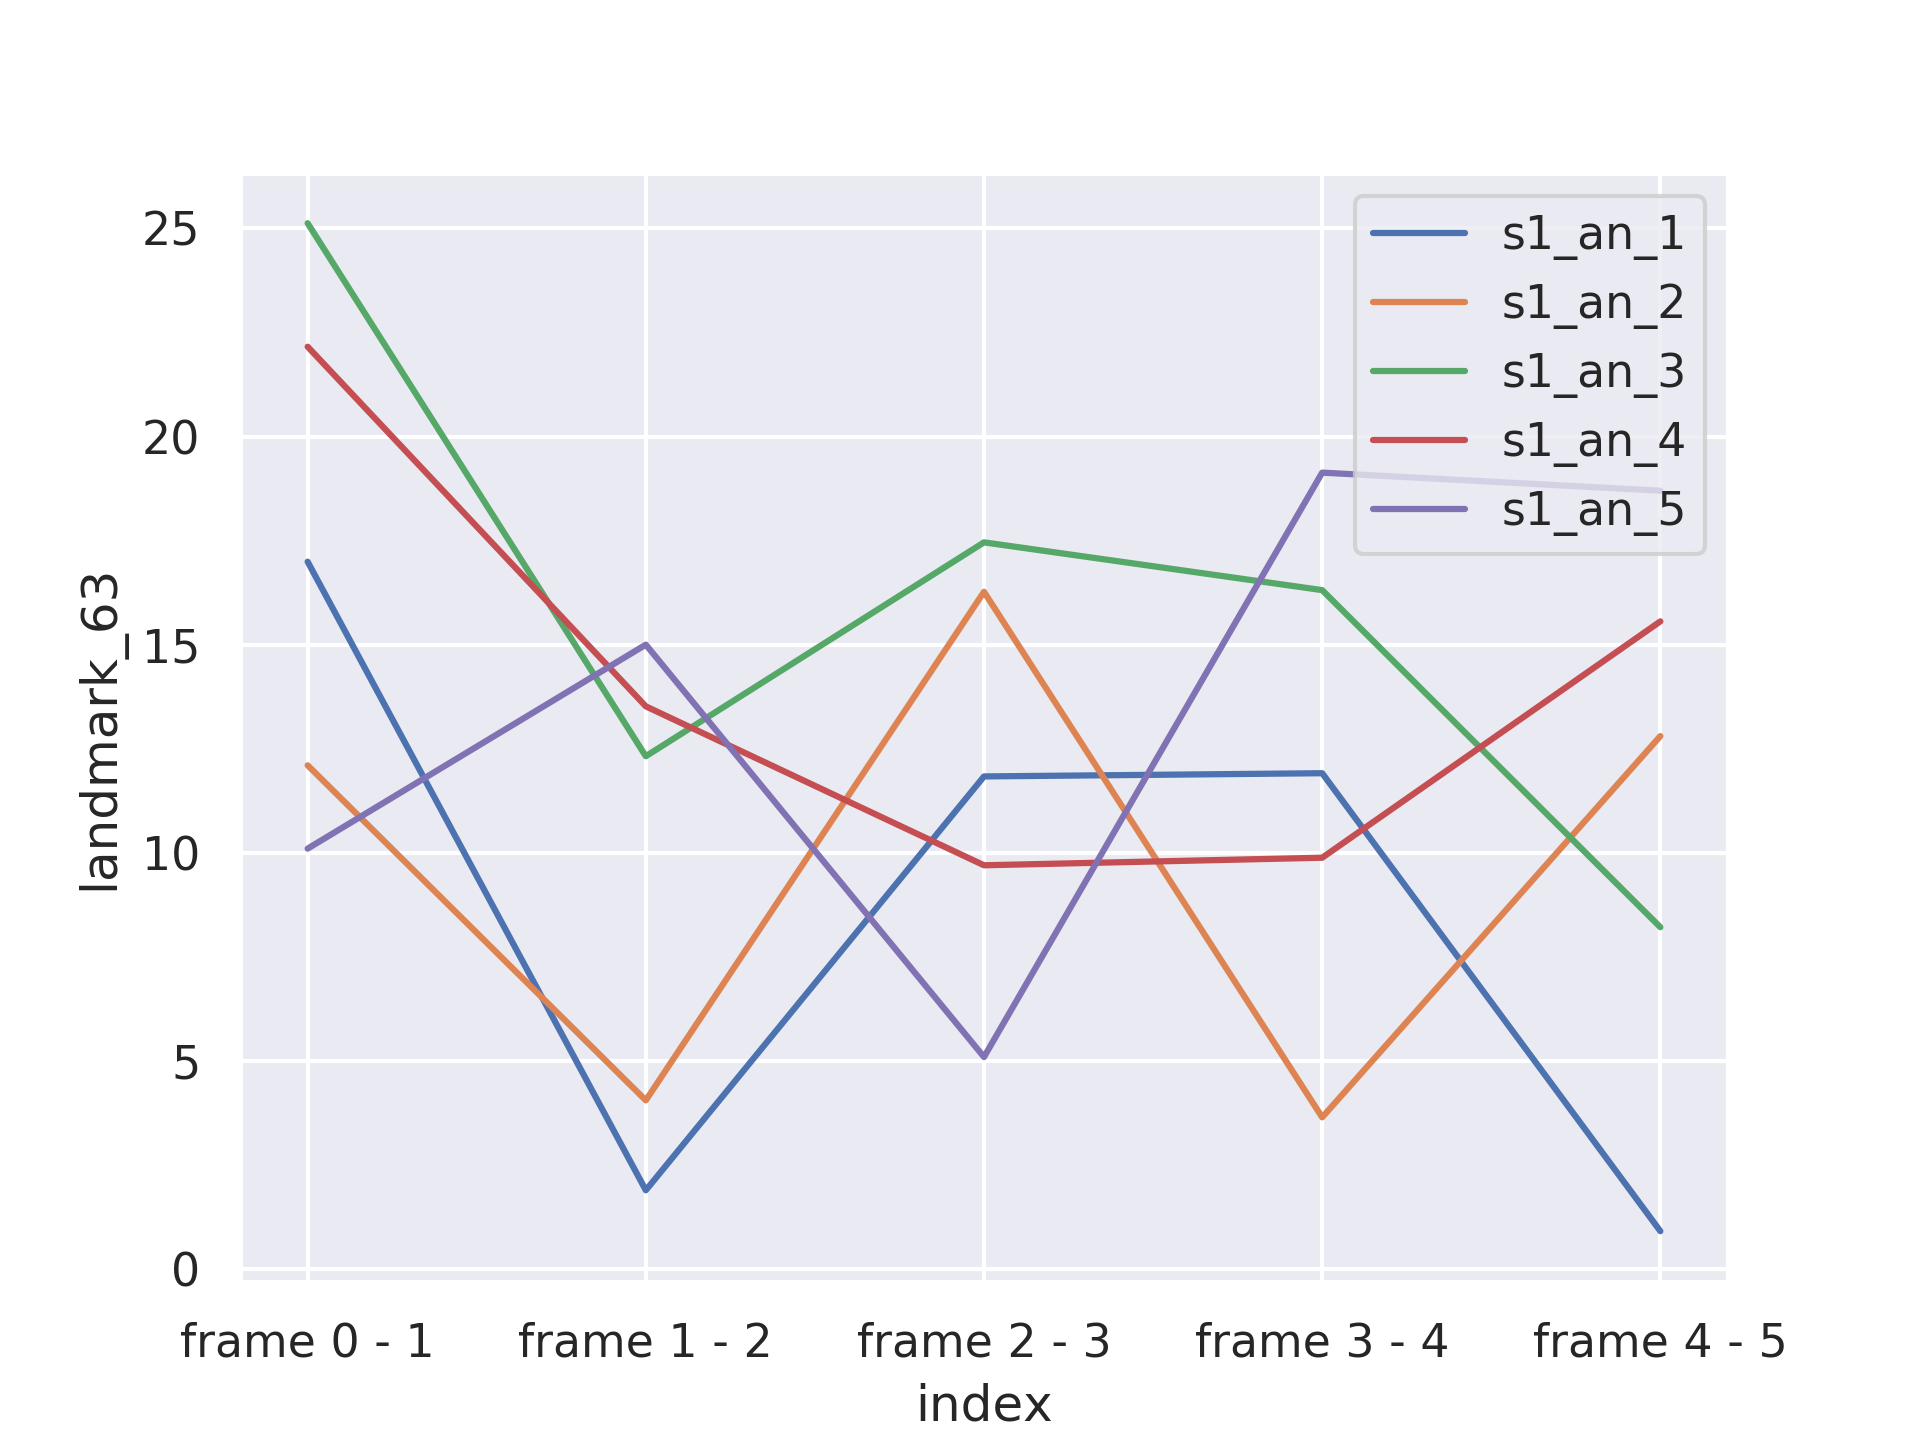 25
20
15
10
5
0
landmark_63
s1_an_1
s1_an_2
s1_an_3
s1_an_4
s1_an_5
frame 0 - 1
frame 1 - 2
frame 2 - 3
frame 3 - 4
frame 4 - 5
index